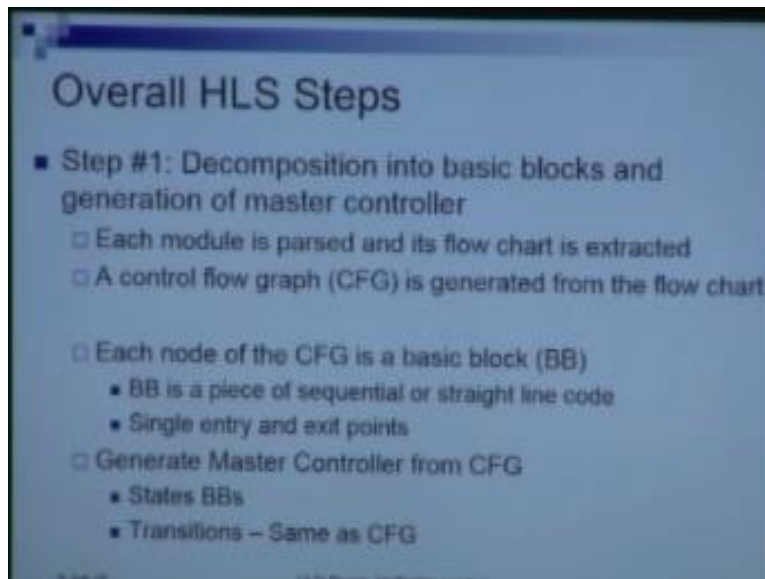 Overall HLS Steps
Step #1: Decomposition into basic blocks and
generation of master controller
Each module is parsed and its flow chart is extracted
A control flow graph (CFG) is generated from the flow chart
Each node of the CFG is a basic block (BB)
BB is a piece of sequential or straight line code
Single entry and exit points
Generate Master Controller from CFG
States BBs
Transitions – Same as CFG